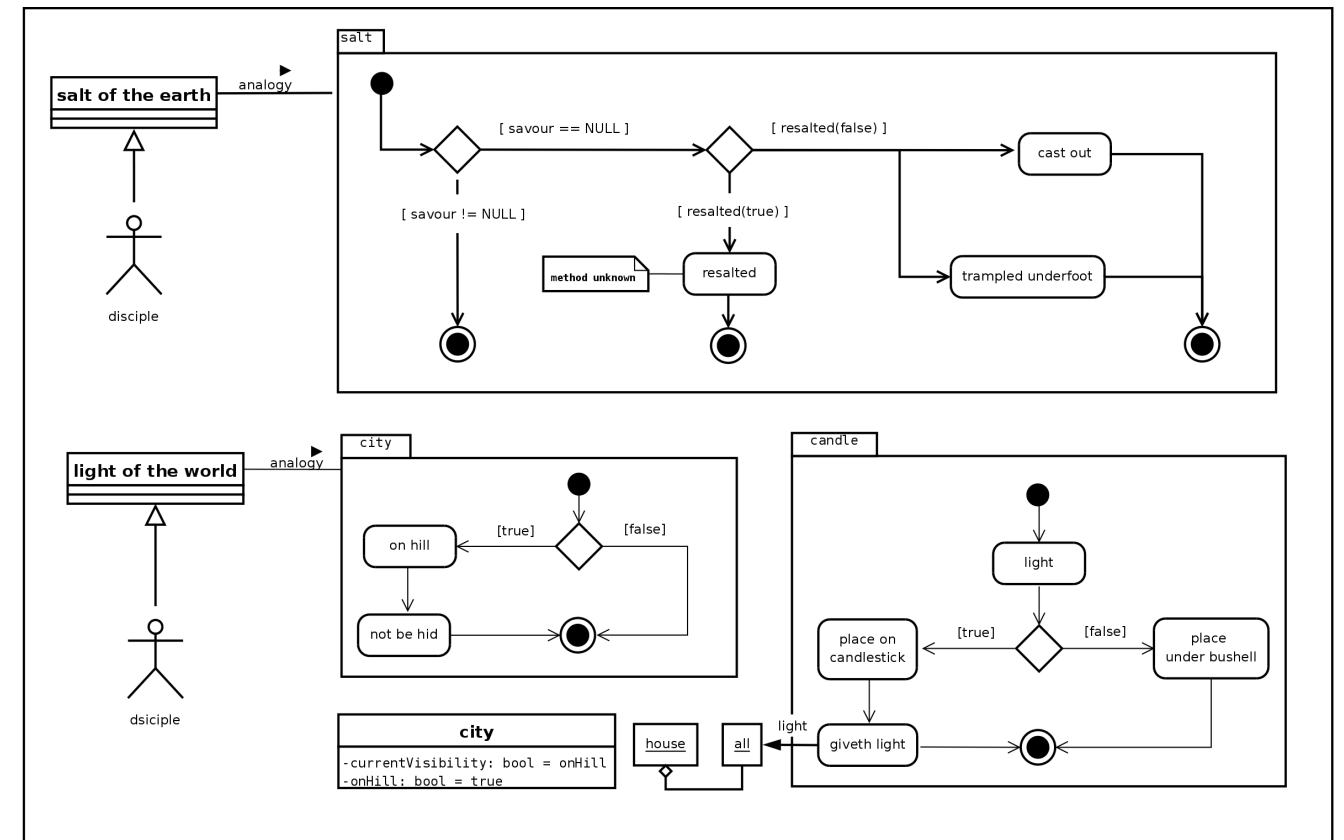 salt
salt of the earth
analogy
[ savour == NULL ]
[ resalted(false) ]
cast out
[ savour != NULL ]
[ resalted(true) ]
method unknown
resalted
trampled underfoot
disciple
light of the world
analogy
city
candle
[true]
[false]
on hill
not be hid
light
[true]
[false]
place on
candlestick
place
under bushell
dsiciple
city
-currentVisibility: bool = onHill
-onHill: bool = true
house
all
light
giveth light